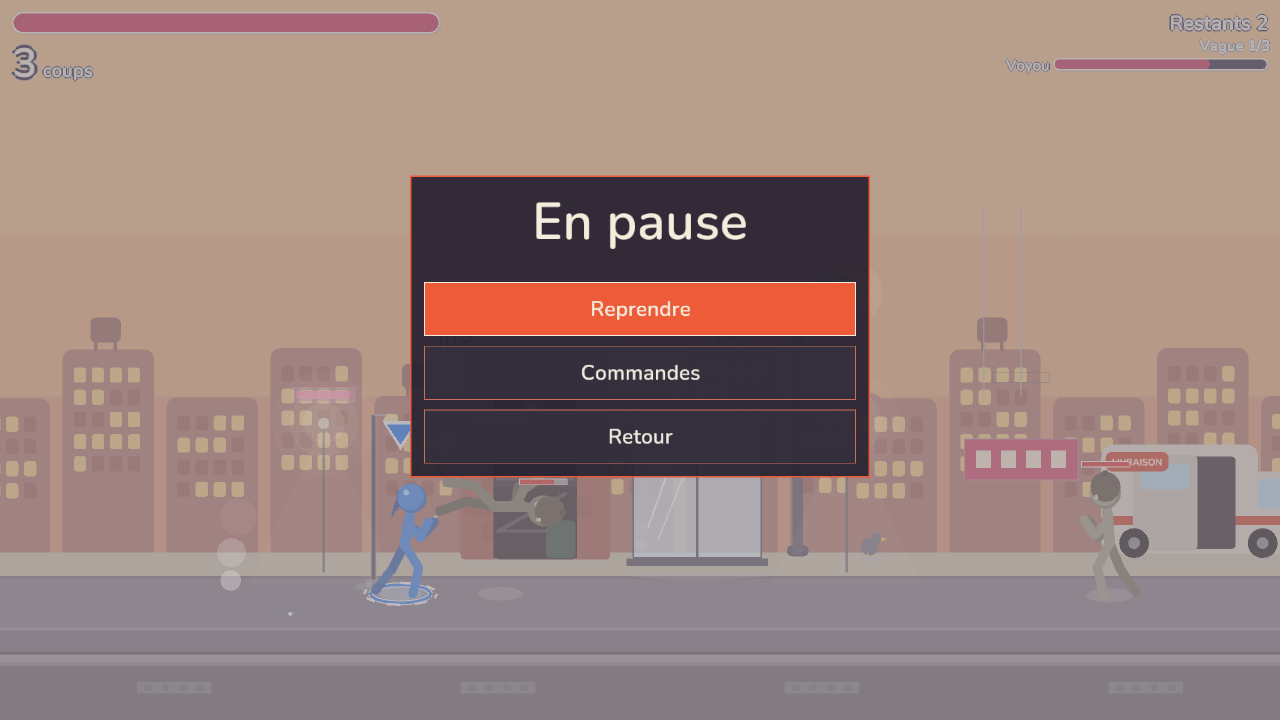 3 coups
Restants 2
Vague 1/3
Voyou
En pause
Reprendre
Commandes
Retour